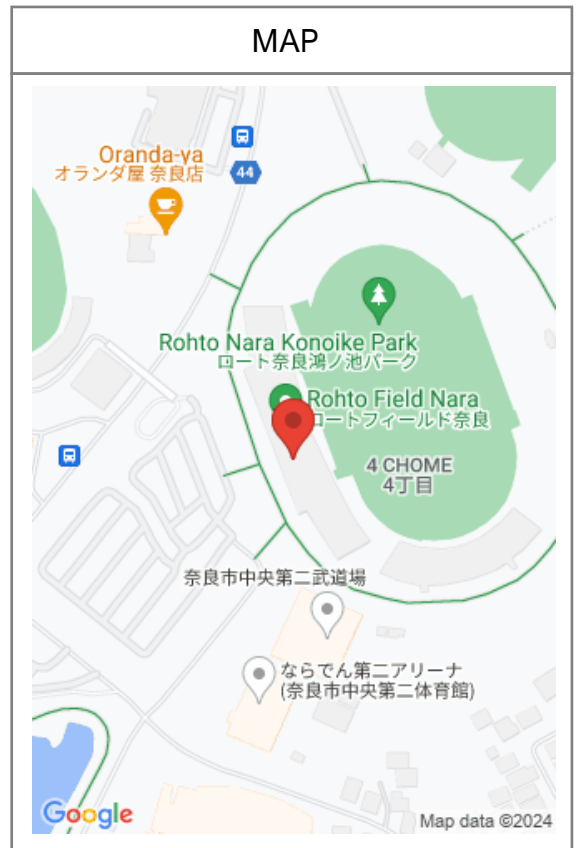 MAP
Oranda-ya
オランダ屋 奈良店
44
Rohto Nara Konoike Park
ロート奈良鴻ノ池パーク
Rohto Field Nara
ロートフィールド奈良
4 CHOME
4丁目
奈良市中央第二武道場
ならでん第二アリーナ
(奈良市中央第二体育館)
Google
Map data ©2024